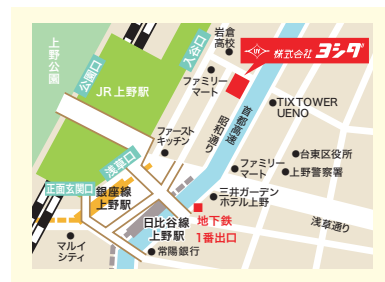 岩倉
高校
UY
株式会社 ヨシダ
上野
公園
公園口
入谷口
JR上野駅
ファミリー
マート
首都高速
昭和通り
TIX TOWER
UENO
ファースト
キッチン
浅草口
台東区役所
ファミリー
マート
上野警察署
正面玄関口
銀座線
上野駅
三井ガーデン
ホテル上野
日比谷線
上野駅
地下鉄
1番出口
浅草通り
マルイ
シティ
常陽銀行